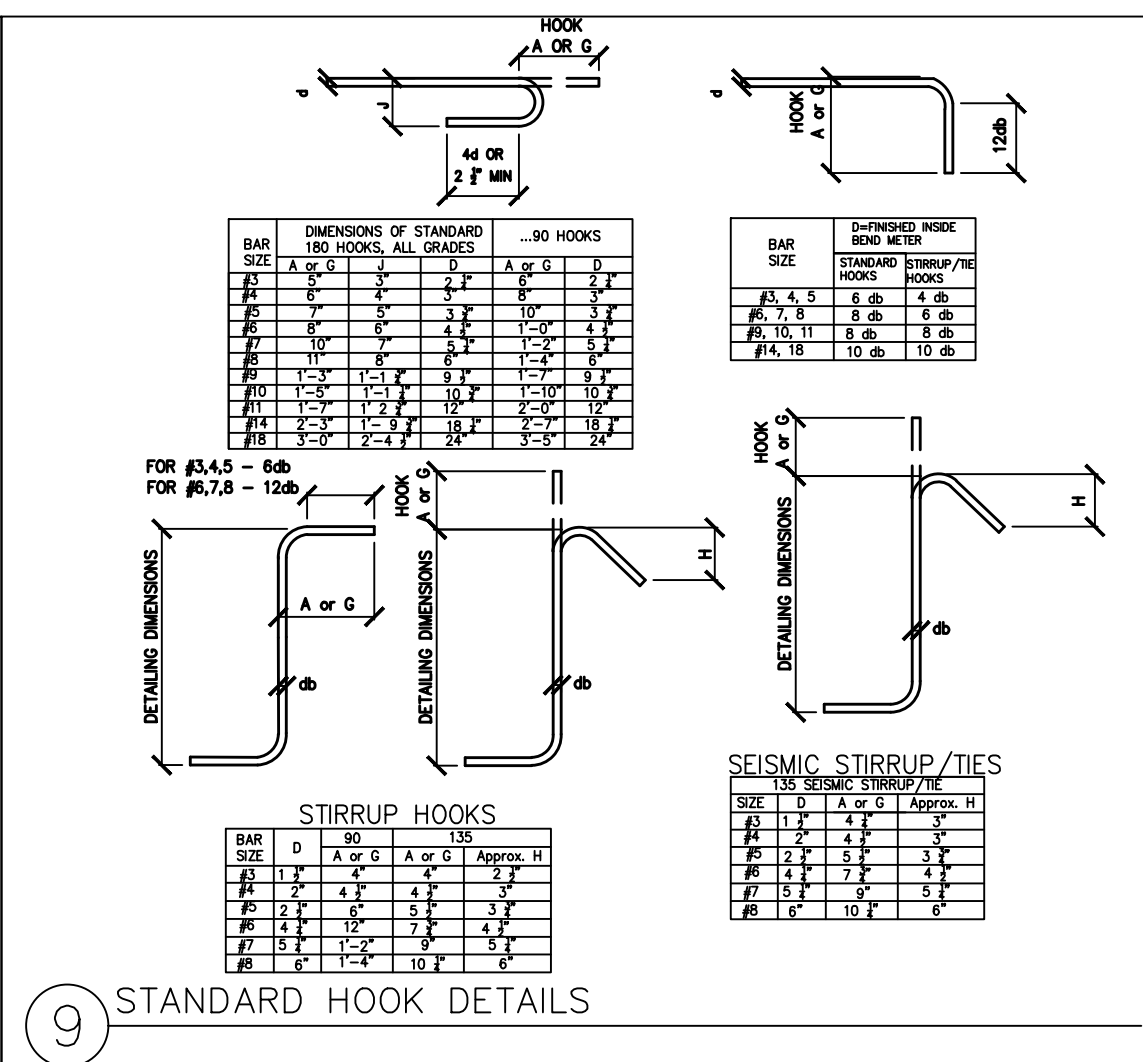 HOOK
A OR G
d
J
4d OR
2 1/2" MIN
d
HOOK
A or G
12db
BAR SIZE
DIMENSIONS OF STANDARD
180 HOOKS, ALL GRADES
...90 HOOKS
A or G J D A or G D
#3 5" 3" 2 1/4" 6" 2 1/4"
#4 6" 4" 3" 8" 3"
#5 7" 5" 3 3/4" 10" 3 3/4"
#6 8" 6" 4 1/2" 1'-0" 4 1/2"
#7 10" 7" 5 1/4" 1'-2" 5 1/4"
#8 11" 8" 6" 1'-4" 6"
#9 1'-3" 1'-1 3/4" 9 1/2" 1'-7" 9 1/2"
#10 1'-5" 1'-1 1/4" 10 3/4" 1'-10" 10 3/4"
#11 1'-7" 1' 2 3/4" 12" 2'-0" 12"
#14 2'-3" 1'- 9 3/4" 18 1/4" 2'-7" 18 1/4"
#18 3'-0" 2'-4 1/2" 24" 3'-5" 24"
BAR
SIZE
D=FINISHED INSIDE
BEND METER
STANDARD
HOOKS
STIRRUP/TIE
HOOKS
#3, 4, 5 6 db 4 db
#6, 7, 8 8 db 6 db
#9, 10, 11 8 db 8 db
#14, 18 10 db 10 db
FOR #3,4,5 - 6db
FOR #6,7,8 - 12db
DETAILING DIMENSIONS
A or G
db
HOOK
A or G
DETAILING DIMENSIONS
H
db
HOOK
A or G
DETAILING DIMENSIONS
H
db
STIRRUP HOOKS
BAR
SIZE
D
90 135
A or G A or G Approx. H
#3 1 1/2" 4" 4" 2 1/2"
#4 2" 4 1/2" 4 1/2" 3"
#5 2 1/2" 6" 5 1/2" 3 3/4"
#6 4 1/2" 12" 7 3/4" 4 1/2"
#7 5 1/4" 1'-2" 9" 5 1/4"
#8 6" 1'-4" 10 1/4" 6"
SEISMIC STIRRUP/TIES
135 SEISMIC STIRRUP/TIE
SIZE D A or G Approx. H
#3 1 1/2" 4 1/4" 3"
#4 2" 4 1/2" 3"
#5 2 1/2" 5 1/2" 3 3/4"
#6 4 1/2" 7 3/4" 4 1/2"
#7 5 1/4" 9" 5 1/4"
#8 6" 10 1/4" 6"
9 STANDARD HOOK DETAILS